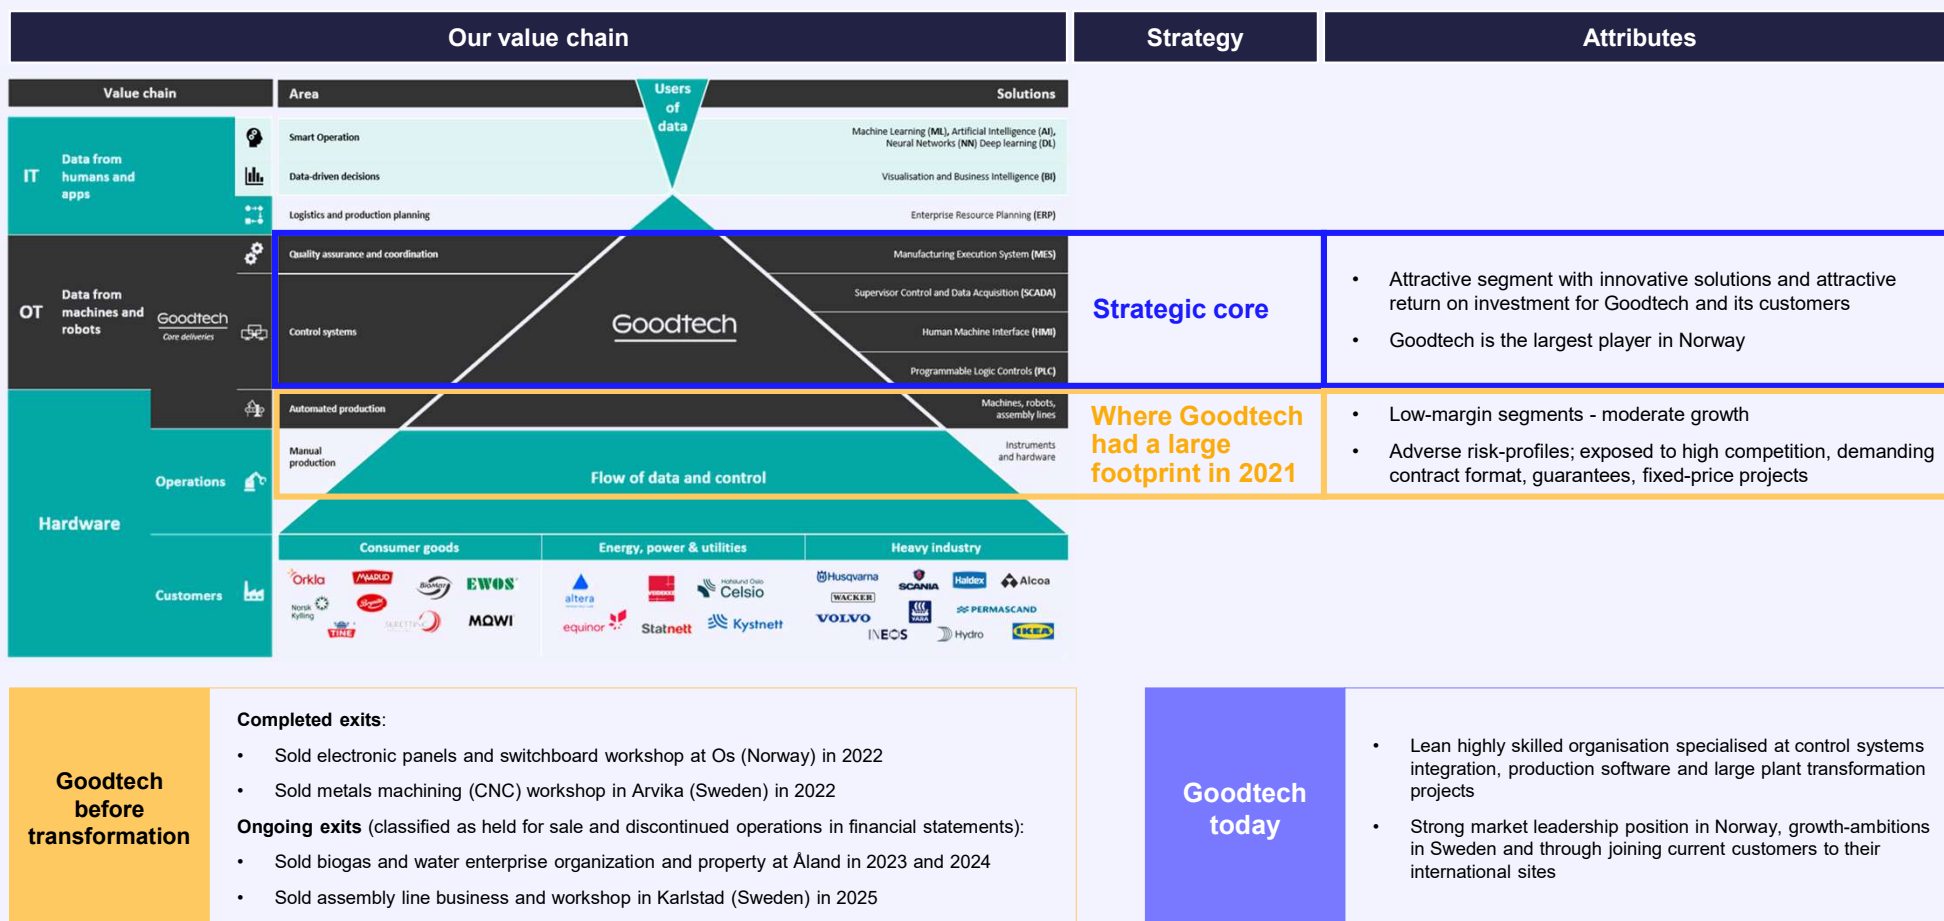 Our value chain
Strategy
Attributes
Value chain
Area
Users
of
data
Solutions
IT
Data from
humans and
apps
Smart Operation
Machine Learning (ML), Artificial Intelligence (AI),
Neural Networks (NN) Deep learning (DL)
Data-driven decisions
Visualisation and Business Intelligence (BI)
Logistics and production planning
Enterprise Resource Planning (ERP)
OT
Data from
machines and
robots
Goodtech
Core deliveries
Quality assurance and coordination
Manufacturing Execution System (MES)
Supervisor Control and Data Acquisition (SCADA)
Control systems
Goodtech
Human Machine Interface (HMI)
Programmable Logic Controls (PLC)
Strategic core
• Attractive segment with innovative solutions and attractive
return on investment for Goodtech and its customers
• Goodtech is the largest player in Norway
Automated production
Machines, robots,
assembly lines
Manual
production
Instruments
and hardware
Flow of data and control
Where Goodtech
had a large
footprint in 2021
• Low-margin segments - moderate growth
• Adverse risk-profiles; exposed to high competition, demanding
contract format, guarantees, fixed-price projects
Hardware
Operations
Customers
Consumer goods
Energy, power & utilities
Heavy industry
Orkla
MAARUD
BioMar
EWOS
Norsk
Kylling
TINE
SKRETTING
MOWI
altera
Hafslund Oslo
Celsio
equinor
Statnett
Kystnett
Husqvarna
SCANIA
Haldex
Alcoa
WACKER
YARA
PERMASCAND
VOLVO
INEOS
Hydro
IKEA
Goodtech
before
transformation
Completed exits:
• Sold electronic panels and switchboard workshop at Os (Norway) in 2022
• Sold metals machining (CNC) workshop in Arvika (Sweden) in 2022
Ongoing exits (classified as held for sale and discontinued operations in financial statements):
• Sold biogas and water enterprise organization and property at Åland in 2023 and 2024
• Sold assembly line business and workshop in Karlstad (Sweden) in 2025
Goodtech
today
• Lean highly skilled organisation specialised at control systems
integration, production software and large plant transformation
projects
• Strong market leadership position in Norway, growth-ambitions
in Sweden and through joining current customers to their
international sites